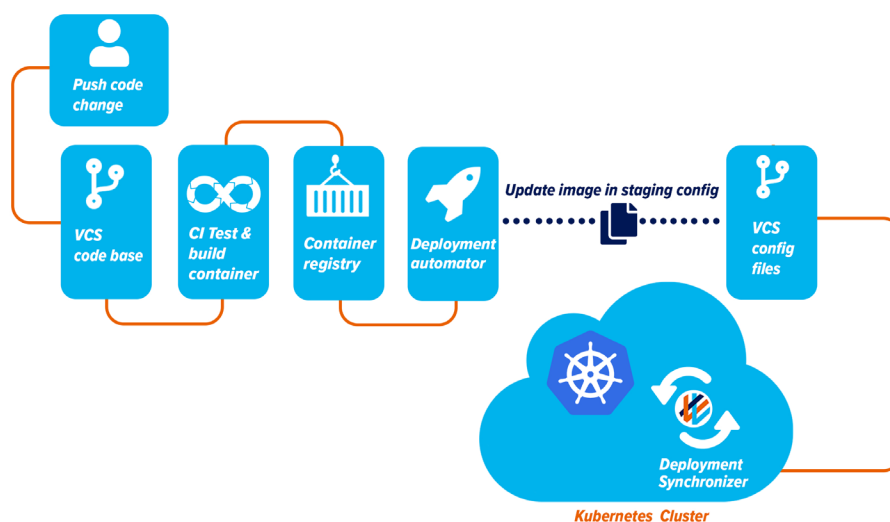 Push code
change
VCS
code base
CI Test &
build
container
Container
registry
Deployment
automator
Update image in staging config
VCS
config
files
Deployment
Synchronizer
Kubernetes Cluster